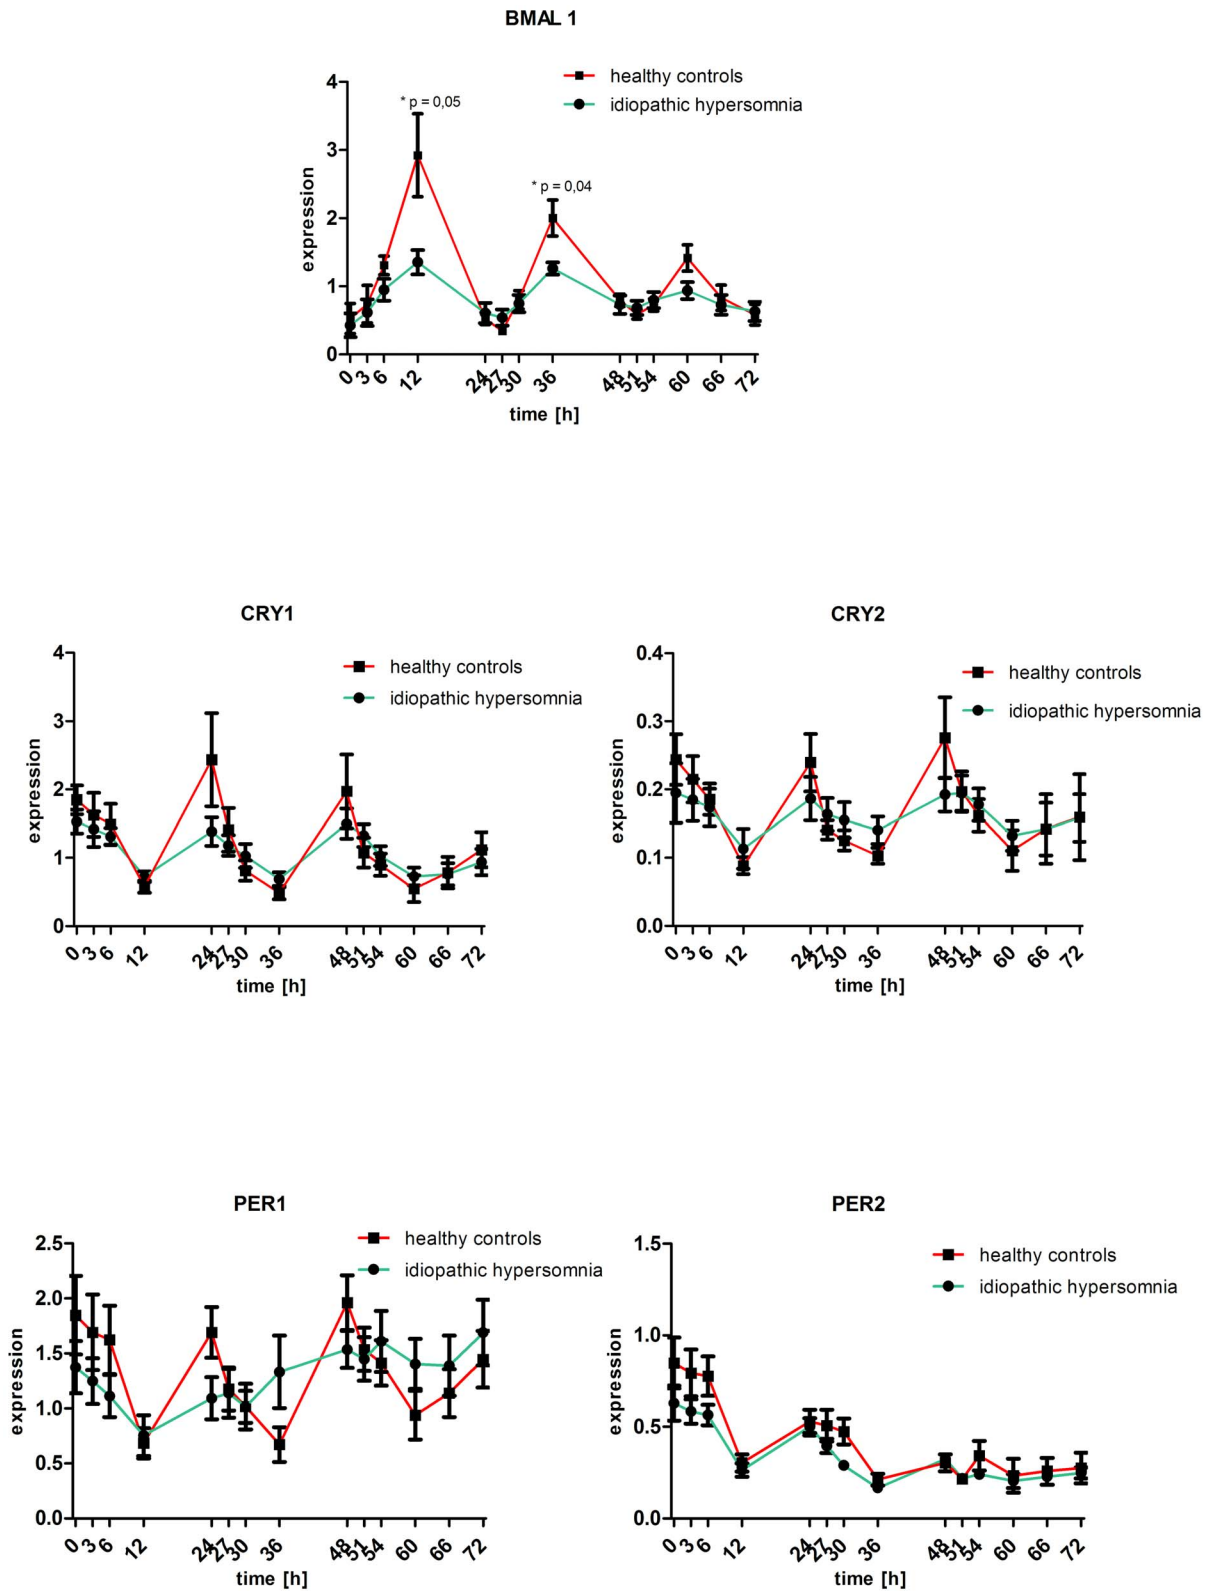 BMAL 1
healthy controls
idiopathic hypersomnia
* p = 0,05
* p = 0,04
4
3
2
1
0
expression
0 3 6 12 24 27 30 36 48 51 54 60 66 72
time [h]
CRY1
healthy controls
idiopathic hypersomnia
4
3
2
1
0
expression
0 3 6 12 24 27 30 36 48 51 54 60 66 72
time [h]
CRY2
healthy controls
idiopathic hypersomnia
0.4
0.3
0.2
0.1
0.0
expression
0 3 6 12 24 27 30 36 48 51 54 60 66 72
time [h]
PER1
healthy controls
idiopathic hypersomnia
2.5
2.0
1.5
1.0
0.5
0.0
expression
0 3 6 12 24 27 30 36 48 51 54 60 66 72
time [h]
PER2
healthy controls
idiopathic hypersomnia
1.5
1.0
0.5
0.0
expression
0 3 6 12 24 27 30 36 48 51 54 60 66 72
time [h]